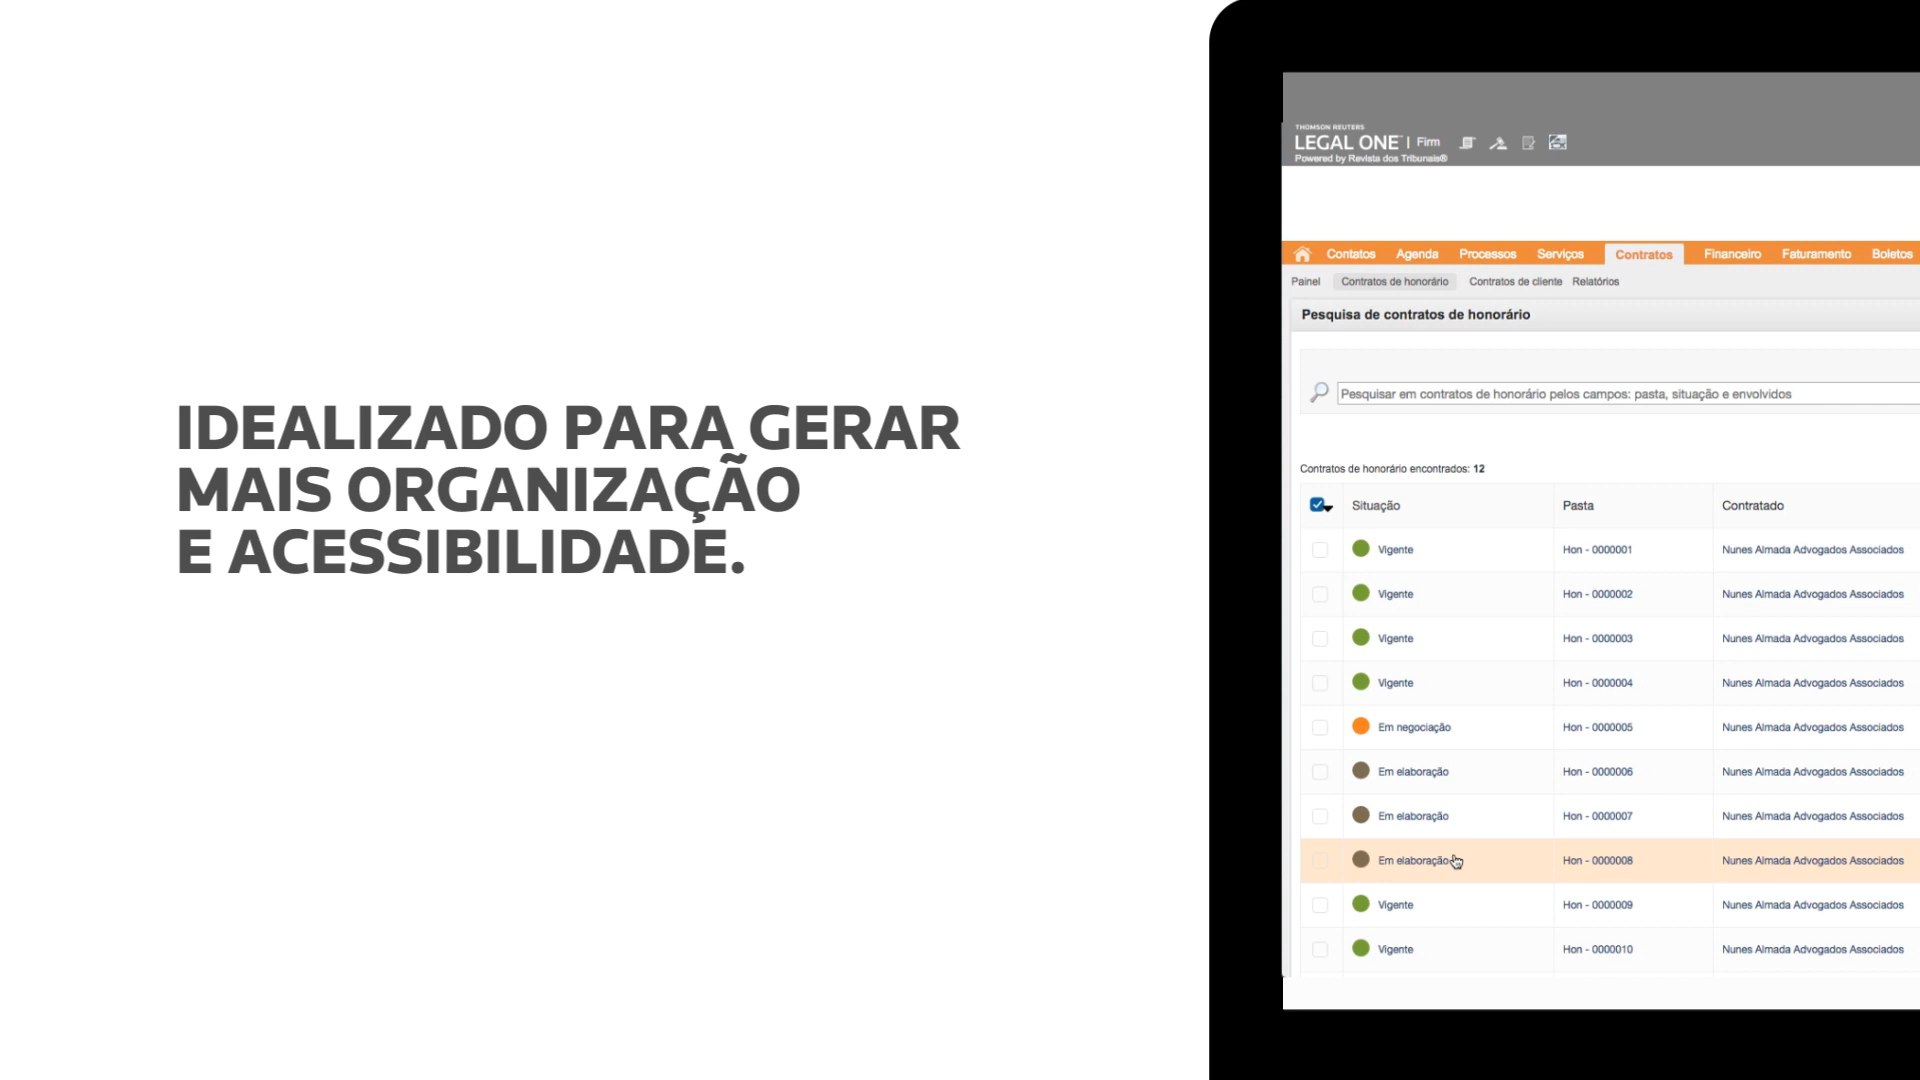 IDEALIZADO PARA GERAR
MAIS ORGANIZAÇÃO
E ACESSIBILIDADE.
THOMSON REUTERS
LEGAL ONE™ | Firm
Powered by Revista dos Tribunais®
Contatos Agenda Processos Serviços Contratos Financeiro Faturamento Boletos
Painel Contratos de honorário Contratos de cliente Relatórios
Pesquisa de contratos de honorário
Pesquisar em contratos de honorário pelos campos: pasta, situação e envolvidos
Contratos de honorário encontrados: 12
Situação Pasta Contratado
Vigente Hon - 0000001 Nunes Almada Advogados Associados
Vigente Hon - 0000002 Nunes Almada Advogados Associados
Vigente Hon - 0000003 Nunes Almada Advogados Associados
Vigente Hon - 0000004 Nunes Almada Advogados Associados
Em negociação Hon - 0000005 Nunes Almada Advogados Associados
Em elaboração Hon - 0000006 Nunes Almada Advogados Associados
Em elaboração Hon - 0000007 Nunes Almada Advogados Associados
Em elaboração Hon - 0000008 Nunes Almada Advogados Associados
Vigente Hon - 0000009 Nunes Almada Advogados Associados
Vigente Hon - 0000010 Nunes Almada Advogados Associados